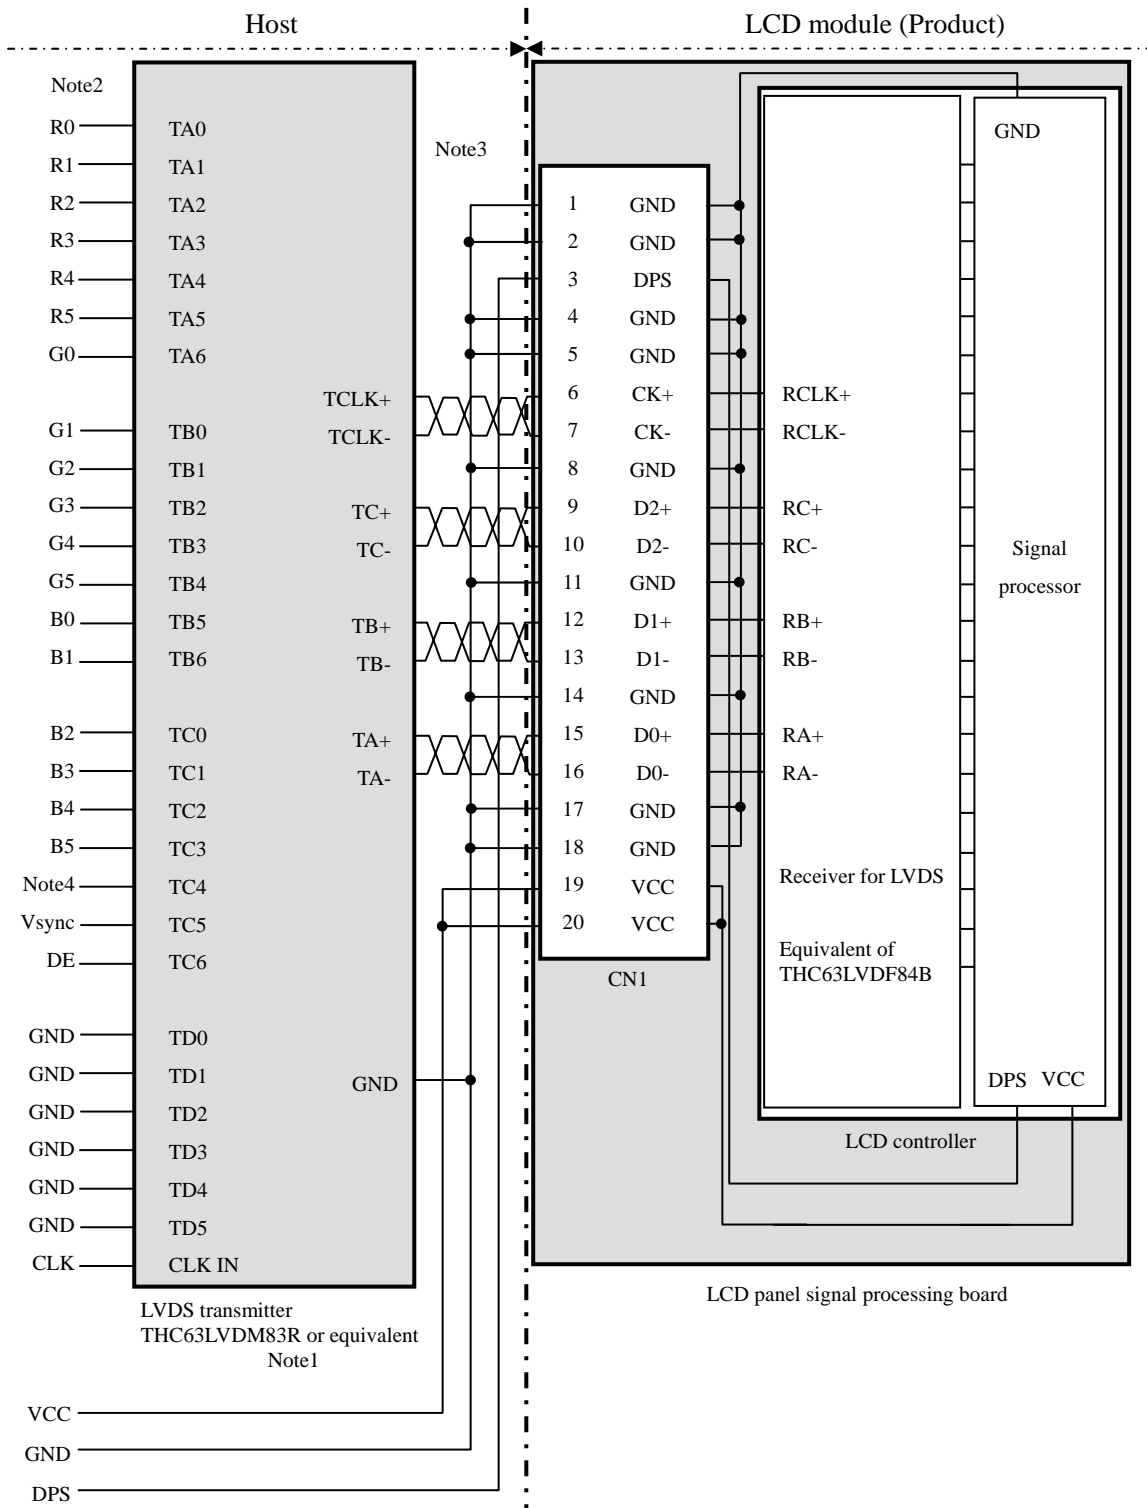 Host
LCD module (Product)
Note2
R0 TA0
R1 TA1
R2 TA2
R3 TA3
R4 TA4
R5 TA5
G0 TA6
G1 TB0
G2 TB1
G3 TB2
G4 TB3
G5 TB4
B0 TB5
B1 TB6
B2 TC0
B3 TC1
B4 TC2
B5 TC3
Note4 TC4
Vsync TC5
DE TC6
GND TD0
GND TD1
GND TD2
GND TD3
GND TD4
GND TD5
CLK CLK IN
TCLK+
TCLK-
TC+
TC-
TB+
TB-
TA+
TA-
GND
LVDS transmitter
THC63LVDM83R or equivalent
Note1
VCC
GND
DPS
Note3
1 GND
2 GND
3 DPS
4 GND
5 GND
6 CK+
7 CK-
8 GND
9 D2+
10 D2-
11 GND
12 D1+
13 D1-
14 GND
15 D0+
16 D0-
17 GND
18 GND
19 VCC
20 VCC
CN1
RCLK+
RCLK-
RC+
RC-
RB+
RB-
RA+
RA-
Receiver for LVDS
Equivalent of
THC63LVDF84B
GND
Signal
processor
DPS VCC
LCD controller
LCD panel signal processing board